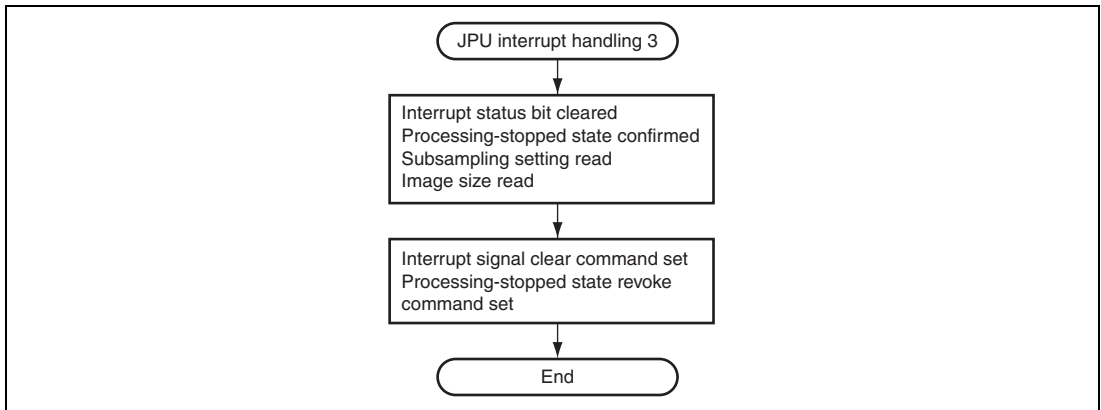 JPU interrupt handling 3
Interrupt status bit cleared
Processing-stopped state confirmed
Subsampling setting read
Image size read
Interrupt signal clear command set
Processing-stopped state revoke
command set
End